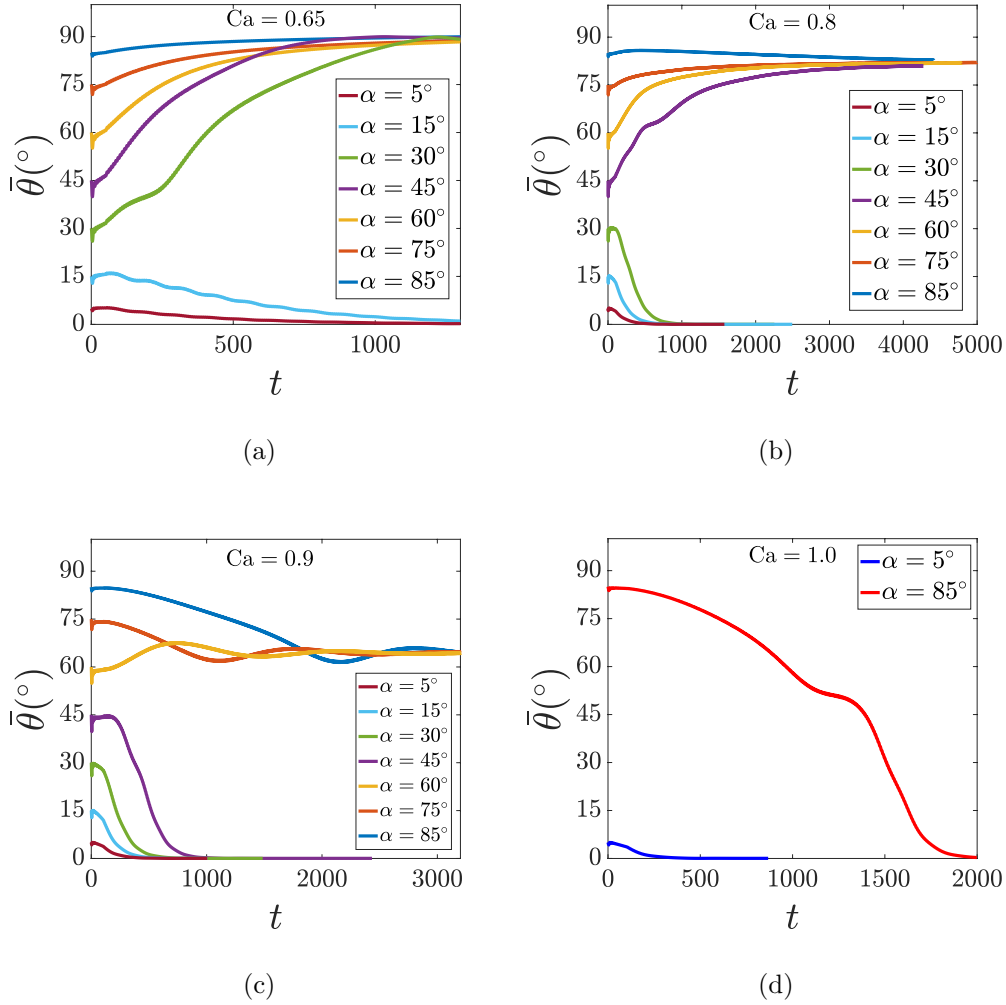 Ca = 0.65
90
75
60
45
30
15
0
θ̄(°)
α = 5°
α = 15°
α = 30°
α = 45°
α = 60°
α = 75°
α = 85°
0 500 1000
t
(a)
Ca = 0.8
90
75
60
45
30
15
0
θ̄(°)
α = 5°
α = 15°
α = 30°
α = 45°
α = 60°
α = 75°
α = 85°
0 1000 2000 3000 4000 5000
t
(b)
Ca = 0.9
90
75
60
45
30
15
0
θ̄(°)
α = 5°
α = 15°
α = 30°
α = 45°
α = 60°
α = 75°
α = 85°
0 1000 2000 3000
t
(c)
Ca = 1.0
90
75
60
45
30
15
0
θ̄(°)
α = 5°
α = 85°
0 500 1000 1500 2000
t
(d)